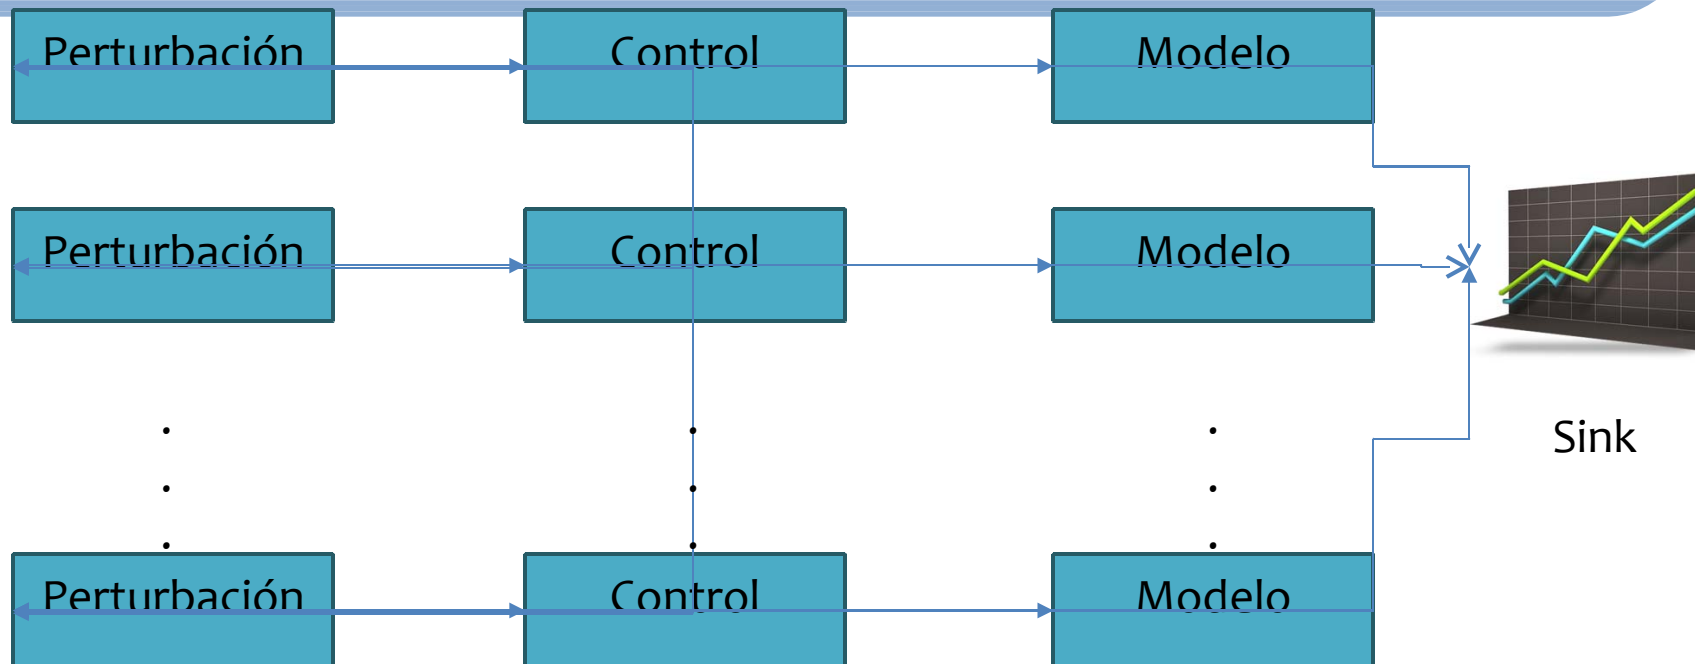 Perturbación Control Modelo
Perturbación Control Modelo
. . .
Sink
. . .
. . .
Perturbación Control Modelo